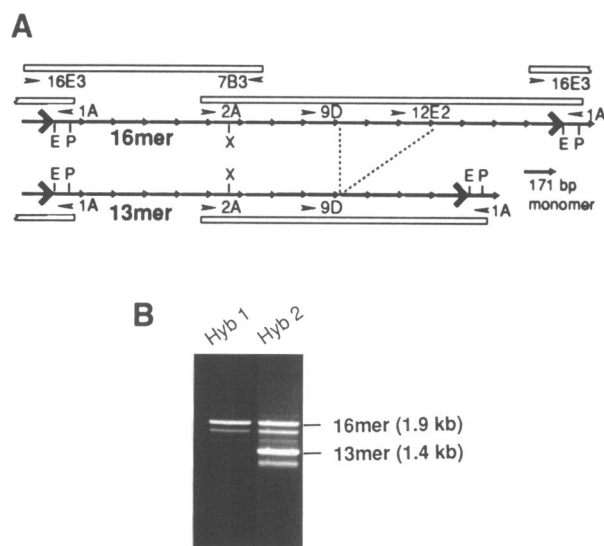 A
16E3 7B3 16E3
1A 2A 9D 12E2 1A
E P X E P
16mer
E P X E P
1A 2A 9D 1A
13mer
171 bp
monomer
B
Hyb 1 Hyb 2
16mer (1.9 kb)
13mer (1.4 kb)